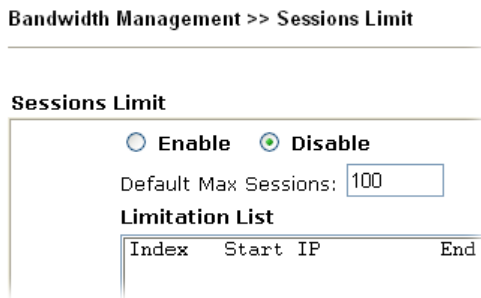 Bandwidth Management >> Sessions Limit
Sessions Limit
Enable Disable
Default Max Sessions: 100
Limitation List
Index Start IP End